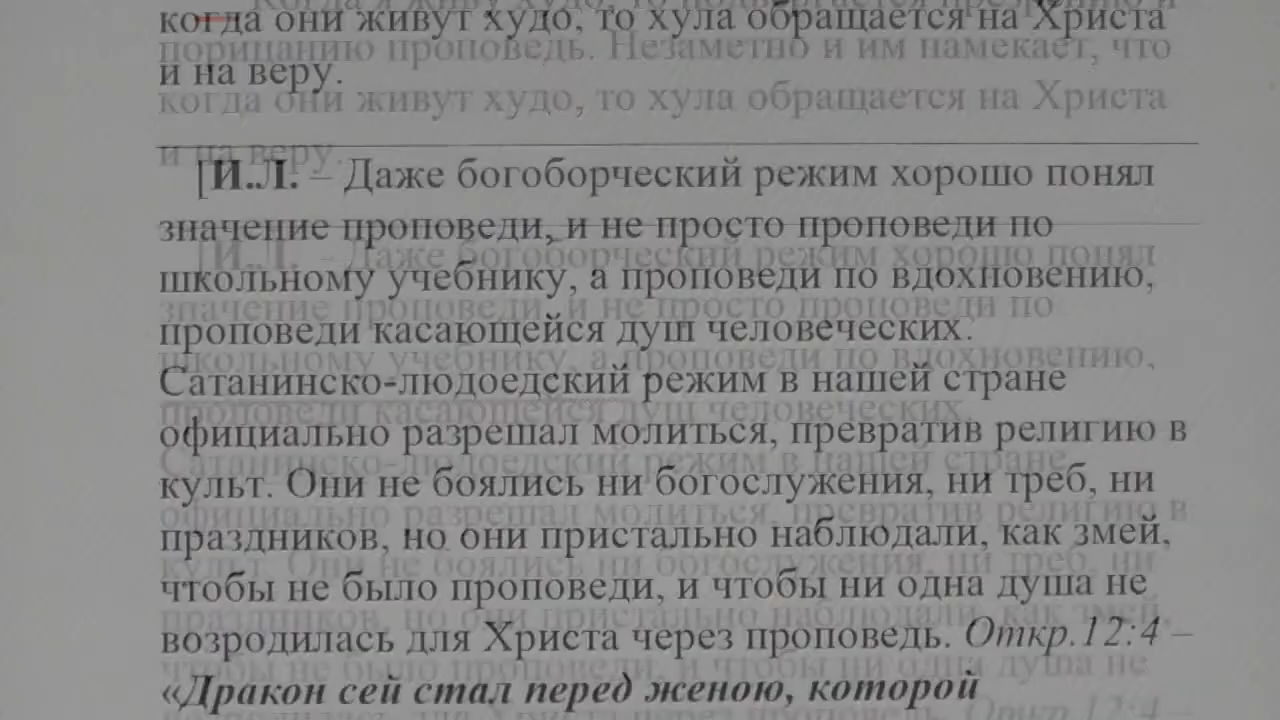 когда они живут худо, то хула обращается на Христа
и на веру.
[И.Л. – Даже богоборческий режим хорошо понял
значение проповеди, и не просто проповеди по
школьному учебнику, а проповеди по вдохновению,
проповеди касающейся душ человеческих.
Сатанинско-людоедский режим в нашей стране
официально разрешал молиться, превратив религию в
культ. Они не боялись ни богослужения, ни треб, ни
праздников, но они пристально наблюдали, как змей,
чтобы не было проповеди, и чтобы ни одна душа не
возродилась для Христа через проповедь. Откр.12:4 –
«Дракон сей стал перед женою, которой